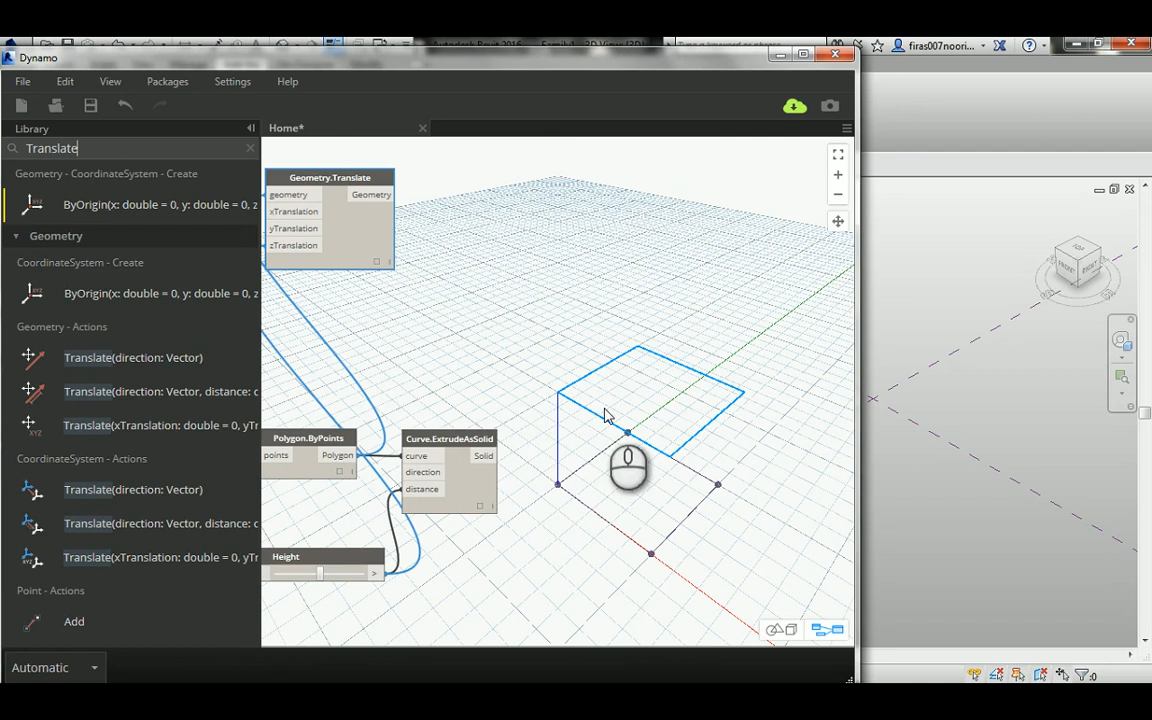 Dynamo
firas007noori...
File Edit View Packages Settings Help
Library
Home*
Translate
Geometry - CoordinateSystem - Create
ByOrigin(x: double = 0, y: double = 0, z
Geometry
CoordinateSystem - Create
ByOrigin(x: double = 0, y: double = 0, z
Geometry - Actions
Translate(direction: Vector)
Translate(direction: Vector, distance: c
Translate(xTranslation: double = 0, yTr
CoordinateSystem - Actions
Translate(direction: Vector)
Translate(direction: Vector, distance: c
Translate(xTranslation: double = 0, yTr
Point - Actions
Add
Automatic
Geometry.Translate
geometry Geometry
xTranslation
yTranslation
zTranslation
Polygon.ByPoints
points Polygon
Curve.ExtrudeAsSolid
curve Solid
direction
distance
Height
>
TOP
FRONT
RIGHT
:0